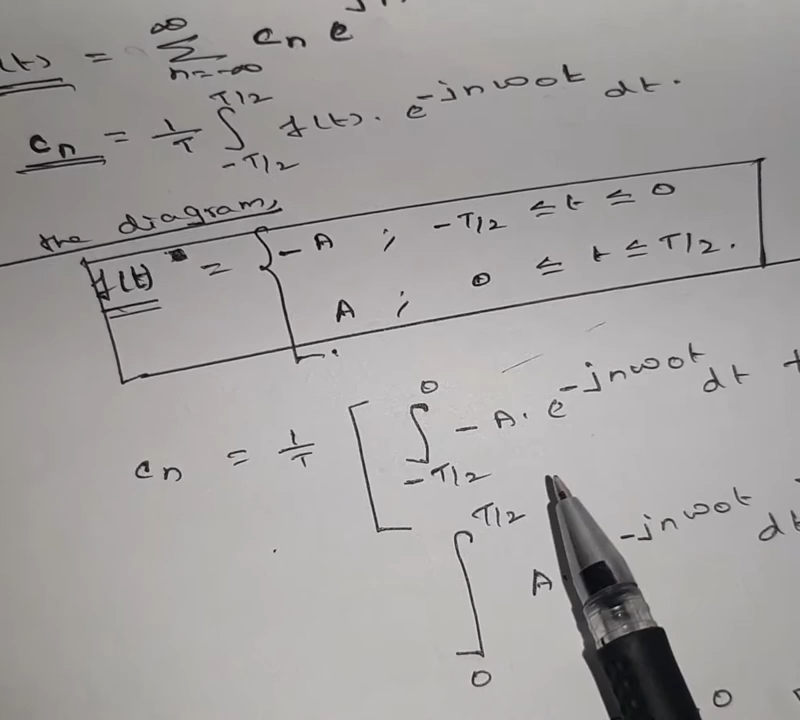 (t) = ∞ Σ n=-∞ cn e^j
cn = 1/T ∫ -T/2 T/2 f(t). e^-jnω0t dt.
the diagram,
f(t) = { -A ; -T/2 ≤ t ≤ 0
A ; 0 ≤ t ≤ T/2.
cn = 1/T [ ∫ -T/2 0 -A. e^-jnω0t dt +
∫ 0 T/2 A. -jnω0t dt
0